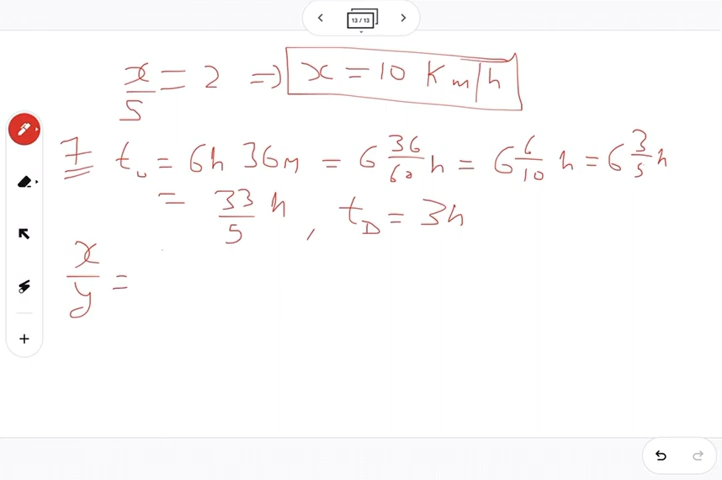 13 / 13
x/5 = 2 => x = 10 Km/h
7 t_u = 6h 36m = 6 36/60 h = 6 6/10 h = 6 3/5 h
= 33/5 h , t_D = 3h
x/y =